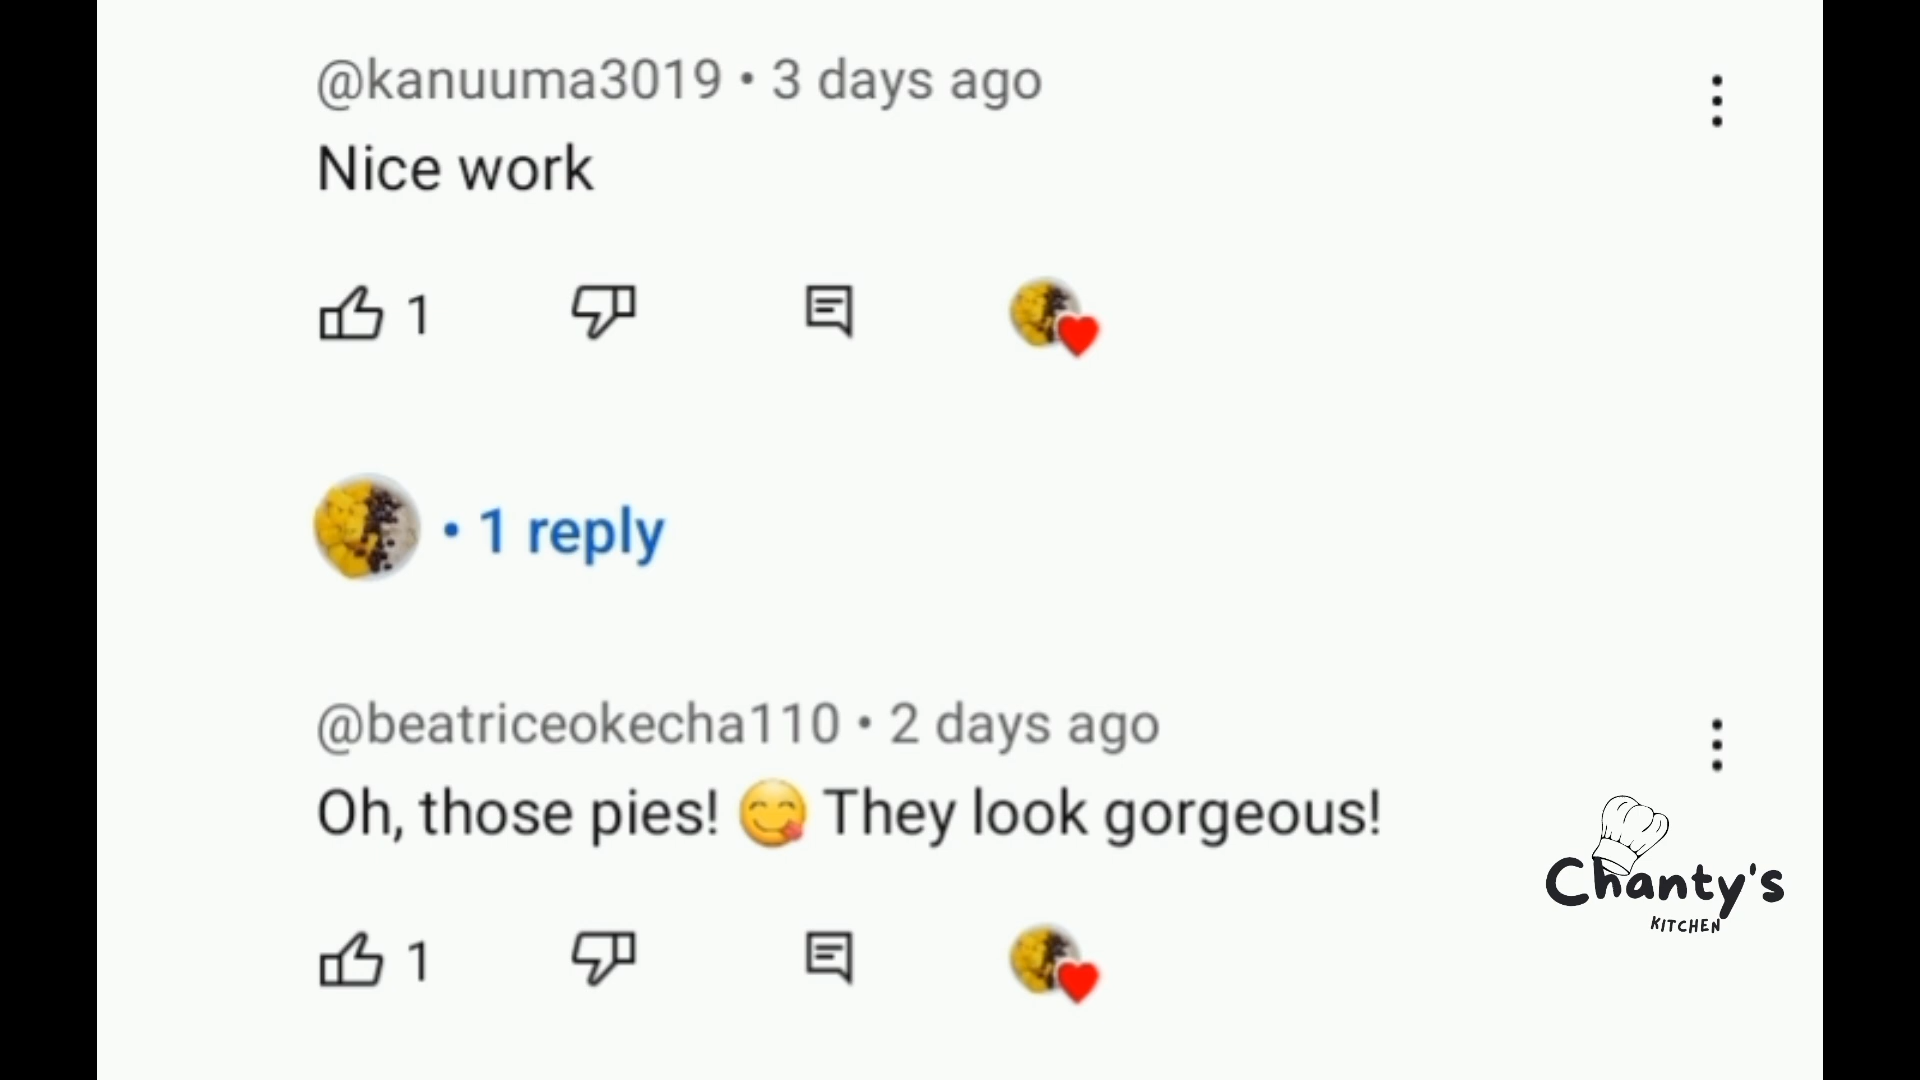 @kanuuma3019 • 3 days ago
Nice work
1
• 1 reply
@beatriceokecha110 • 2 days ago
Oh, those pies! 😋 They look gorgeous!
Chanty's
KITCHEN
1